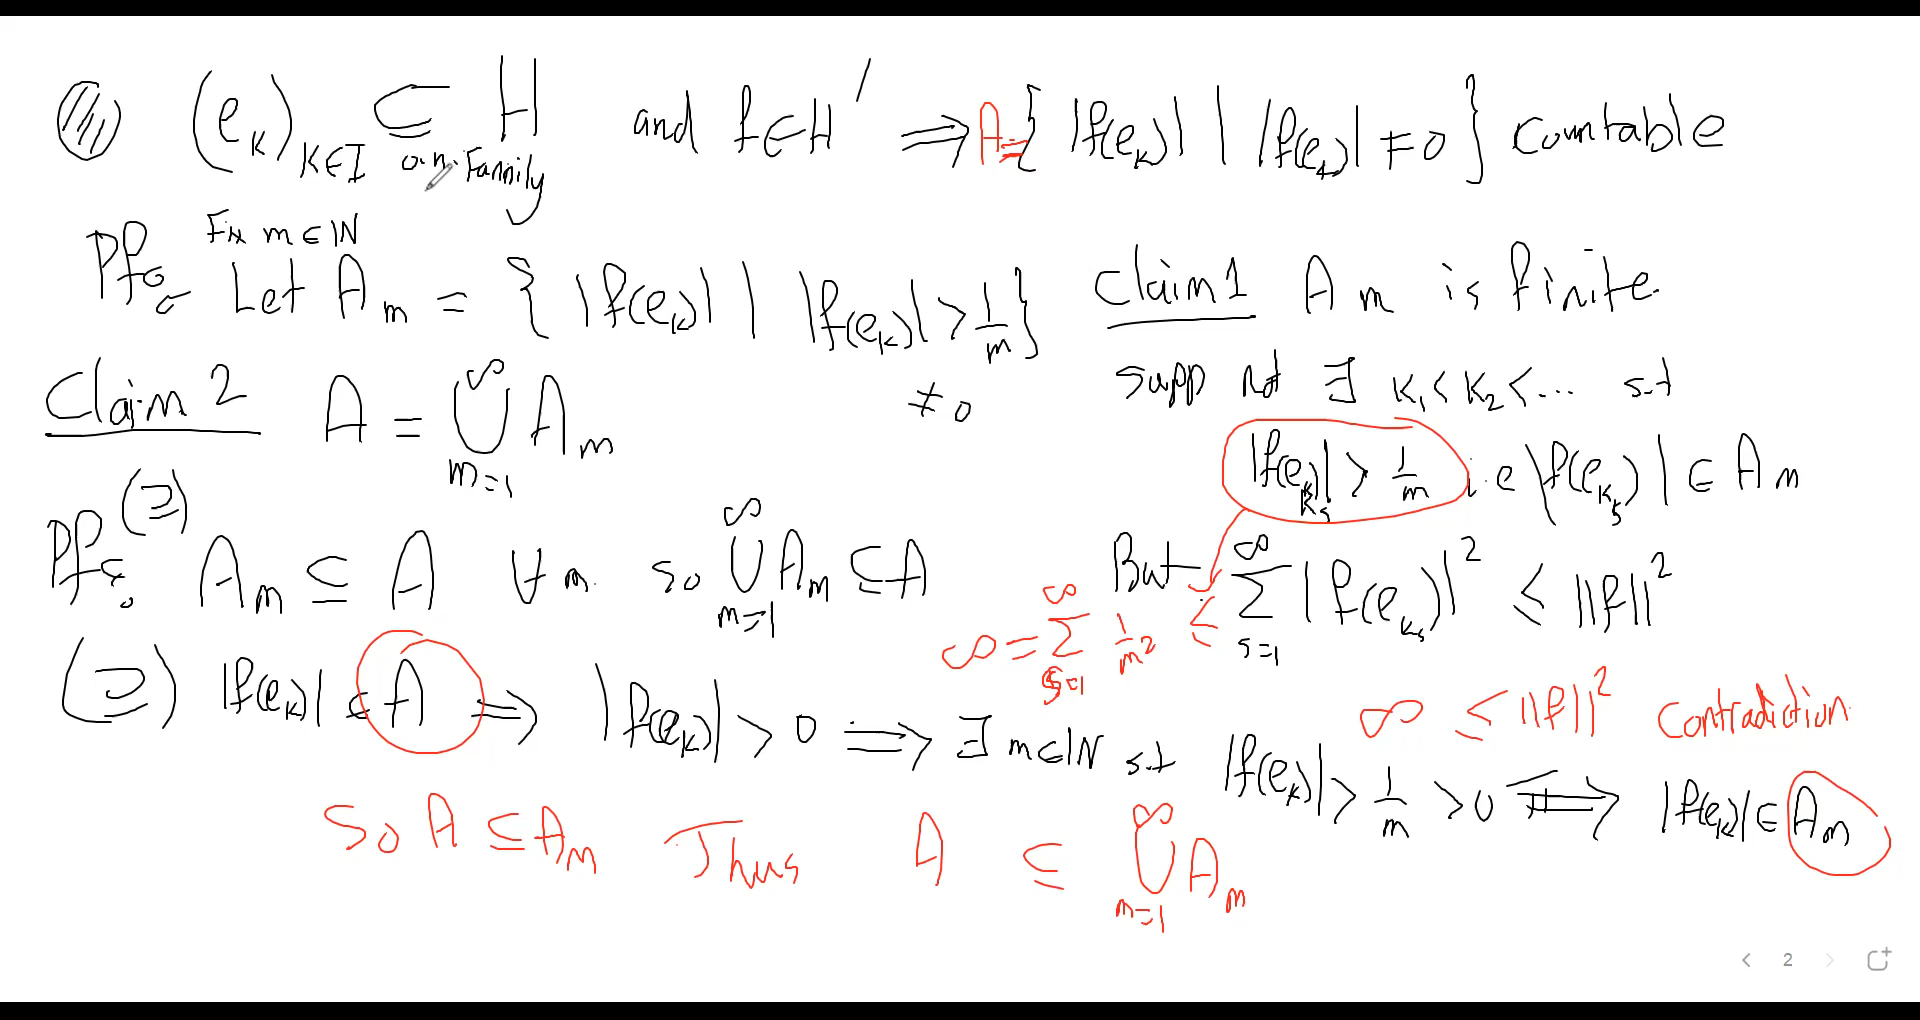 (e_k)_{k∈I} ⊆ H and f∈H' ⟹ A={ |f(e_k)| | |f(e_k)| ≠ 0 } Countable
o.n. Family
Pf: Fix m∈ℕ
Let A_m = { |f(e_k)| | |f(e_k)| > 1/m }
≠ 0
Claim 1 A_m is finite
supp not ∃ k_1 < k_2 < ... s.t
|f(e_{k_s})| > 1/m i.e |f(e_{k_s})| ∈ A_m
But ∑_{s=1}^∞ |f(e_{k_s})|^2 ≤ ||f||^2
∞ = ∑_{s=1}^∞ 1/m^2 ≤
∞ ≤ ||f||^2 Contradiction
Claim 2 A = ⋃_{m=1}^∞ A_m
Pf: (⊇)
A_m ⊆ A ∀ m. so ⋃_{m=1}^∞ A_m ⊆ A
(⊇) |f(e_k)| ∈ A ⟹ |f(e_k)| > 0 ⟹ ∃ m∈ℕ s.t |f(e_k)| > 1/m > 0 ⟹ |f(e_k)| ∈ A_m
So A ⊆ A_m Thus A ⊆ ⋃_{m=1}^∞ A_m
2